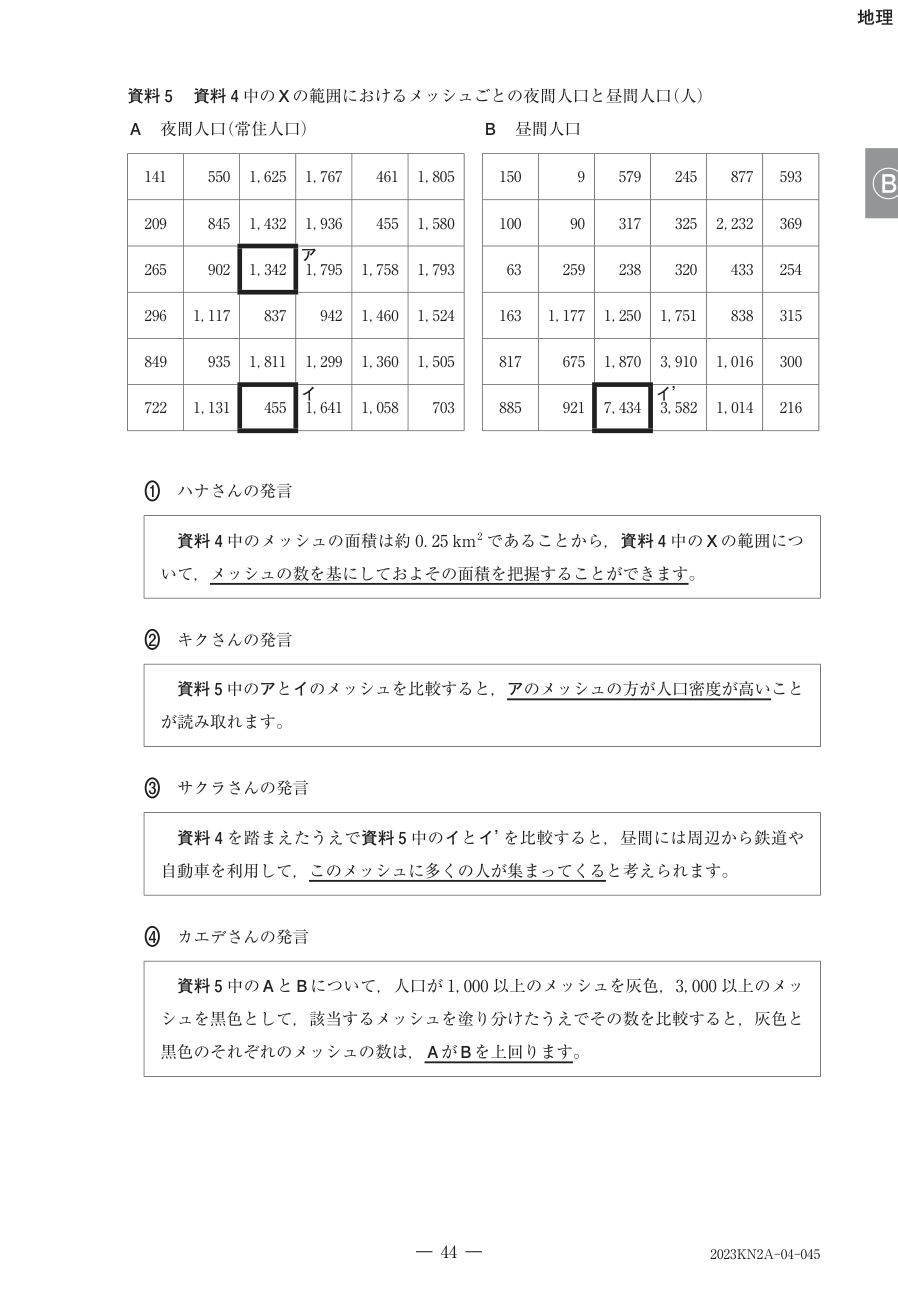 地理
資料5 資料4中のXの範囲におけるメッシュごとの夜間人口と昼間人口(人)
A 夜間人口(常住人口)
141 550 1,625 1,767 461 1,805
209 845 1,432 1,936 455 1,580
ア
265 902 1,342 1,795 1,758 1,793
296 1,117 837 942 1,460 1,524
849 935 1,811 1,299 1,360 1,505
イ
722 1,131 455 1,641 1,058 703
B 昼間人口
150 9 579 245 877 593
100 90 317 325 2,232 369
63 259 238 320 433 254
163 1,177 1,250 1,751 838 315
817 675 1,870 3,910 1,016 300
イ'
885 921 7,434 3,582 1,014 216
Ⓑ
① ハナさんの発言
資料4中のメッシュの面積は約0.25 km²であることから,資料4中のXの範囲につ
いて,メッシュの数を基にしておよその面積を把握することができます。
② キクさんの発言
資料5中のアとイのメッシュを比較すると,アのメッシュの方が人口密度が高いこと
が読み取れます。
③ サクラさんの発言
資料4を踏まえたうえで資料5中のイとイ'を比較すると,昼間には周辺から鉄道や
自動車を利用して,このメッシュに多くの人が集まってくると考えられます。
④ カエデさんの発言
資料5中のAとBについて,人口が1,000以上のメッシュを灰色,3,000以上のメッ
シュを黒色として,該当するメッシュを塗り分けたうえでその数を比較すると,灰色と
黒色のそれぞれのメッシュの数は,AがBを上回ります。
— 44 —
2023KN2A-04-045